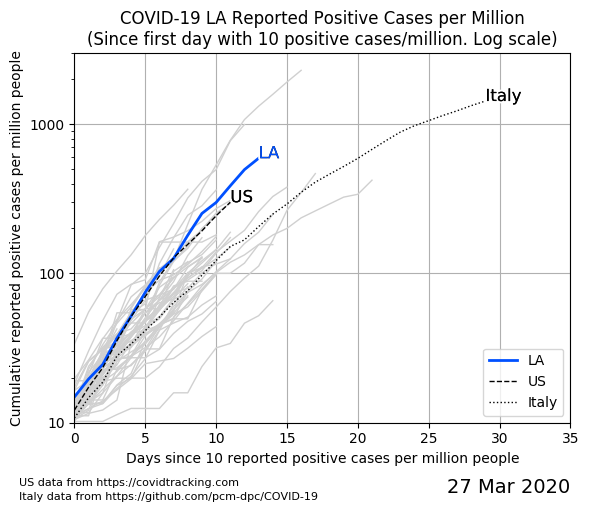 COVID-19 LA Reported Positive Cases per Million
(Since first day with 10 positive cases/million. Log scale)
Cumulative reported positive cases per million people
1000
100
10
Italy
LA
US
LA
US
Italy
0 5 10 15 20 25 30 35
Days since 10 reported positive cases per million people
US data from https://covidtracking.com
Italy data from https://github.com/pcm-dpc/COVID-19
27 Mar 2020